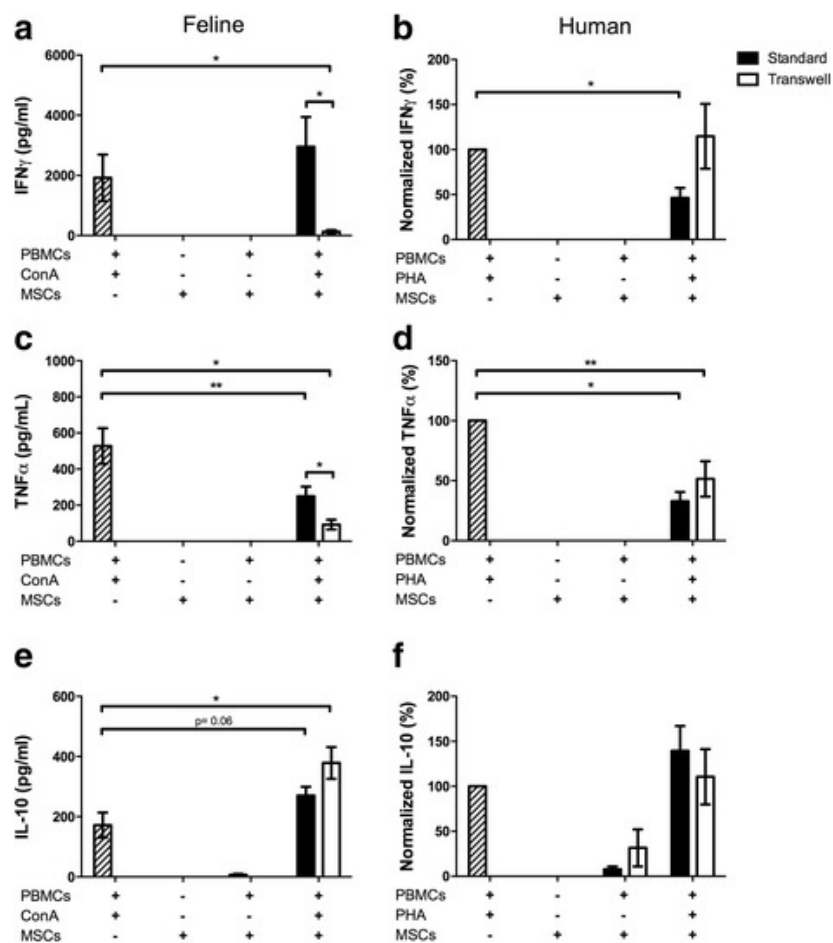 Feline
Human
Standard
Transwell
a
IFNγ (pg/ml)
6000
4000
2000
0
*
*
PBMCs + - + +
ConA + - - +
MSCs - + + +
b
Normalized IFNγ (%)
200
150
100
50
0
*
PBMCs + - + +
PHA + - - +
MSCs - + + +
c
TNFα (pg/mL)
1000
800
600
400
200
0
*
**
*
PBMCs + - + +
ConA + - - +
MSCs - + + +
d
Normalized TNFα (%)
150
100
50
0
**
*
PBMCs + - + +
PHA + - - +
MSCs - + + +
e
IL-10 (pg/ml)
600
400
200
0
*
p= 0.06
PBMCs + - + +
ConA + - - +
MSCs - + + +
f
Normalized IL-10 (%)
200
150
100
50
0
PBMCs + - + +
PHA + - - +
MSCs - + + +